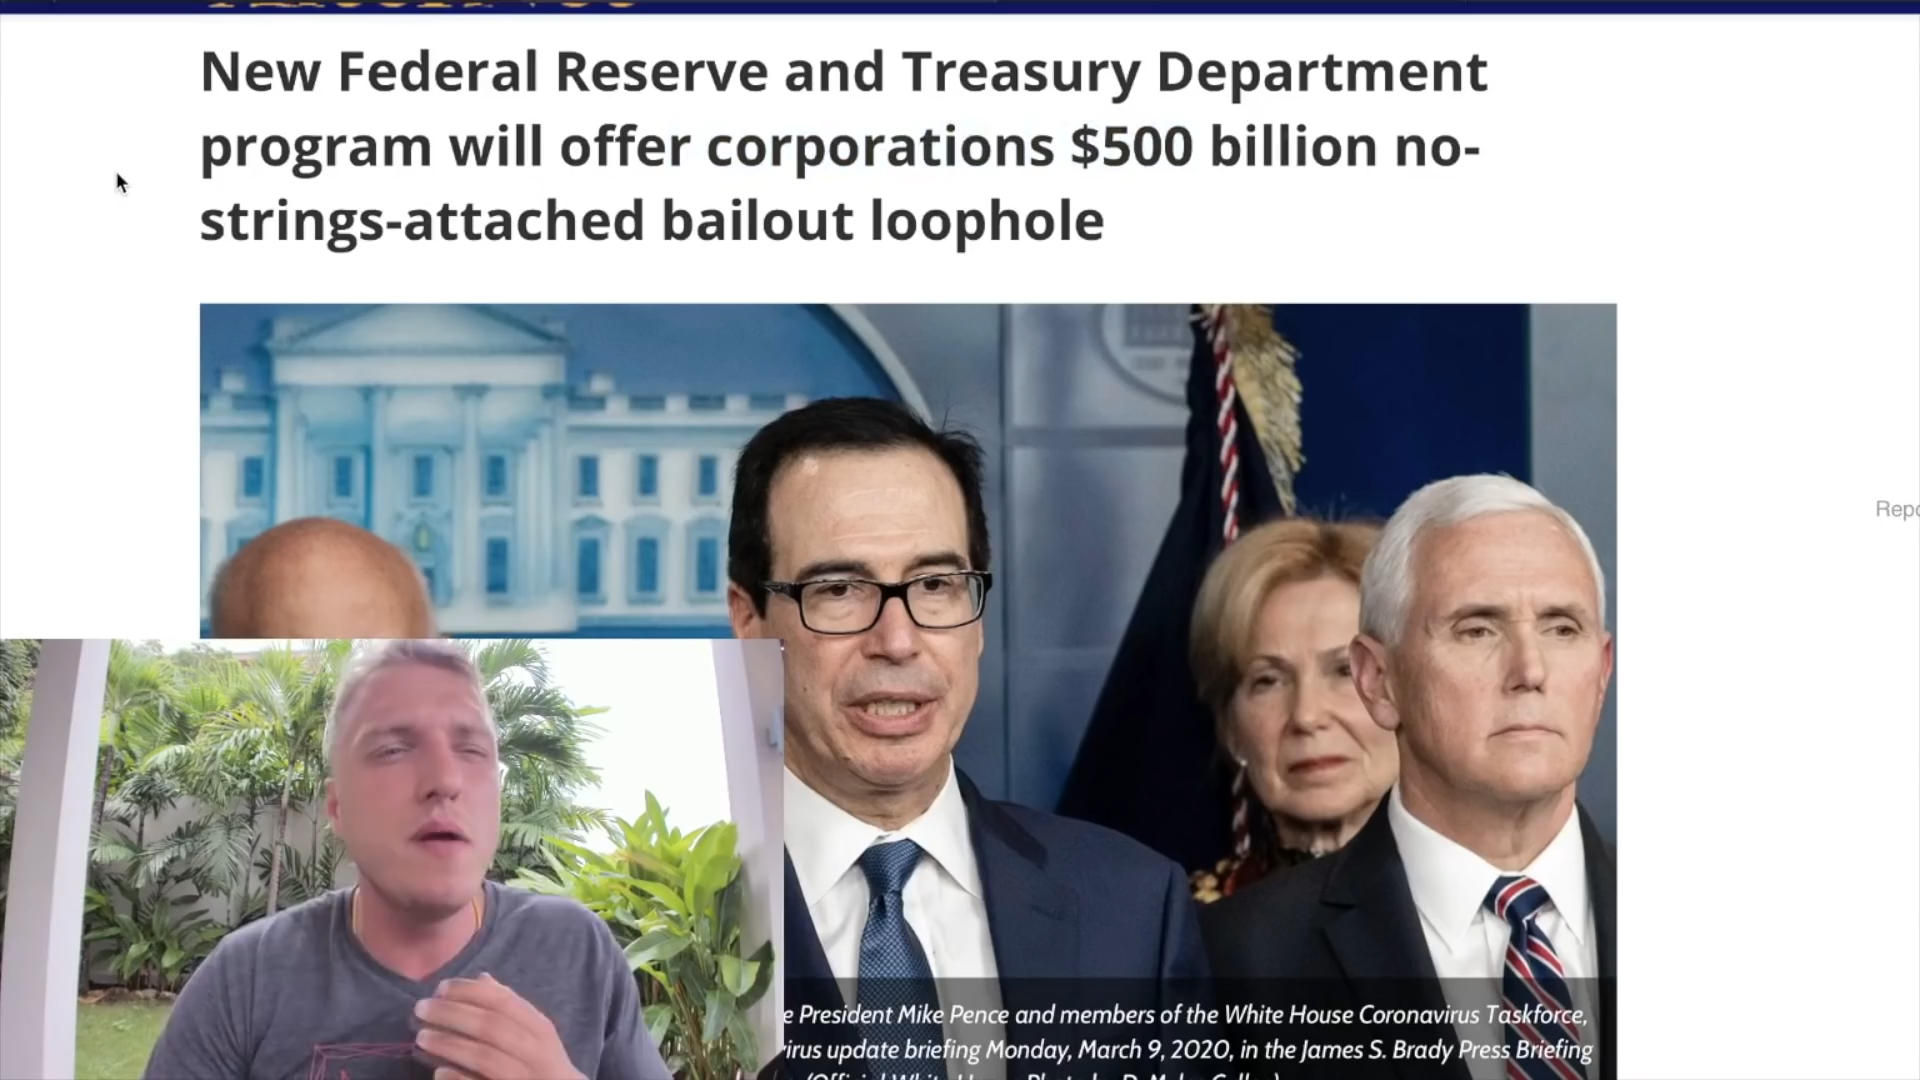 New Federal Reserve and Treasury Department
program will offer corporations $500 billion no-
strings-attached bailout loophole
President Mike Pence and members of the White House Coronavirus Taskforce,
update briefing Monday, March 9, 2020, in the James S. Brady Press Briefing